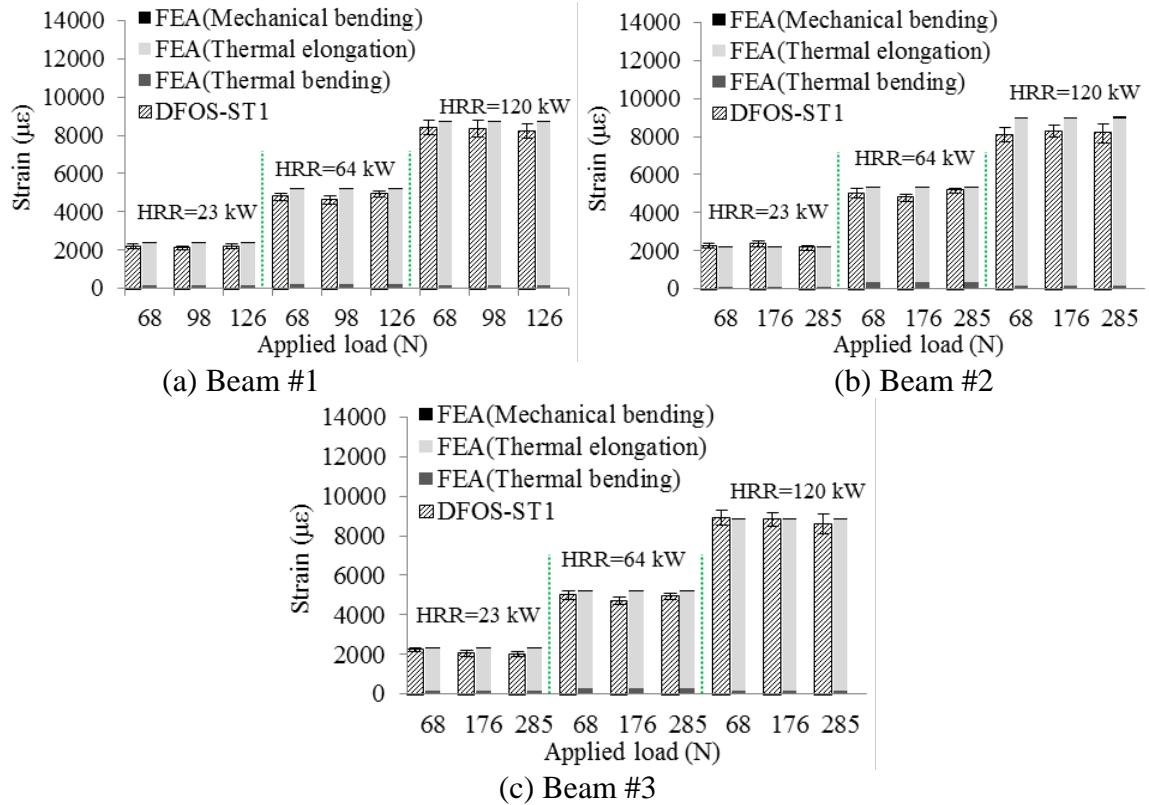 14000
12000
10000
8000
6000
4000
2000
0
Strain (με)
FEA(Mechanical bending)
FEA(Thermal elongation)
FEA(Thermal bending)
DFOS-ST1
HRR=120 kW
HRR=64 kW
HRR=23 kW
68 98 126 68 98 126 68 98 126
Applied load (N)
(a) Beam #1
14000
12000
10000
8000
6000
4000
2000
0
Strain (με)
FEA(Mechanical bending)
FEA(Thermal elongation)
FEA(Thermal bending)
DFOS-ST1
HRR=120 kW
HRR=64 kW
HRR=23 kW
68 176 285 68 176 285 68 176 285
Applied load (N)
(b) Beam #2
14000
12000
10000
8000
6000
4000
2000
0
Strain (με)
FEA(Mechanical bending)
FEA(Thermal elongation)
FEA(Thermal bending)
DFOS-ST1
HRR=120 kW
HRR=64 kW
HRR=23 kW
68 176 285 68 176 285 68 176 285
Applied load (N)
(c) Beam #3